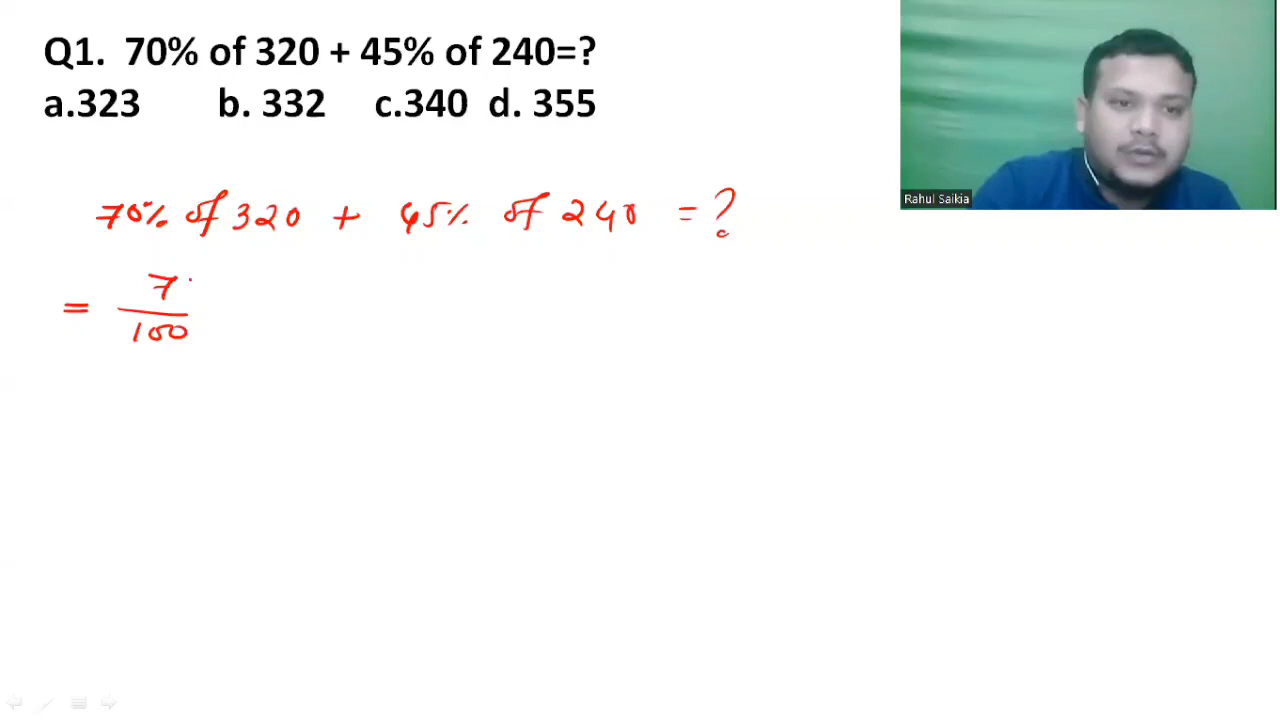 Q1. 70% of 320 + 45% of 240=?
a.323 b. 332 c.340 d. 355
Rahul Saikia
70% of 320 + 45% of 240 = ?
= 7/100